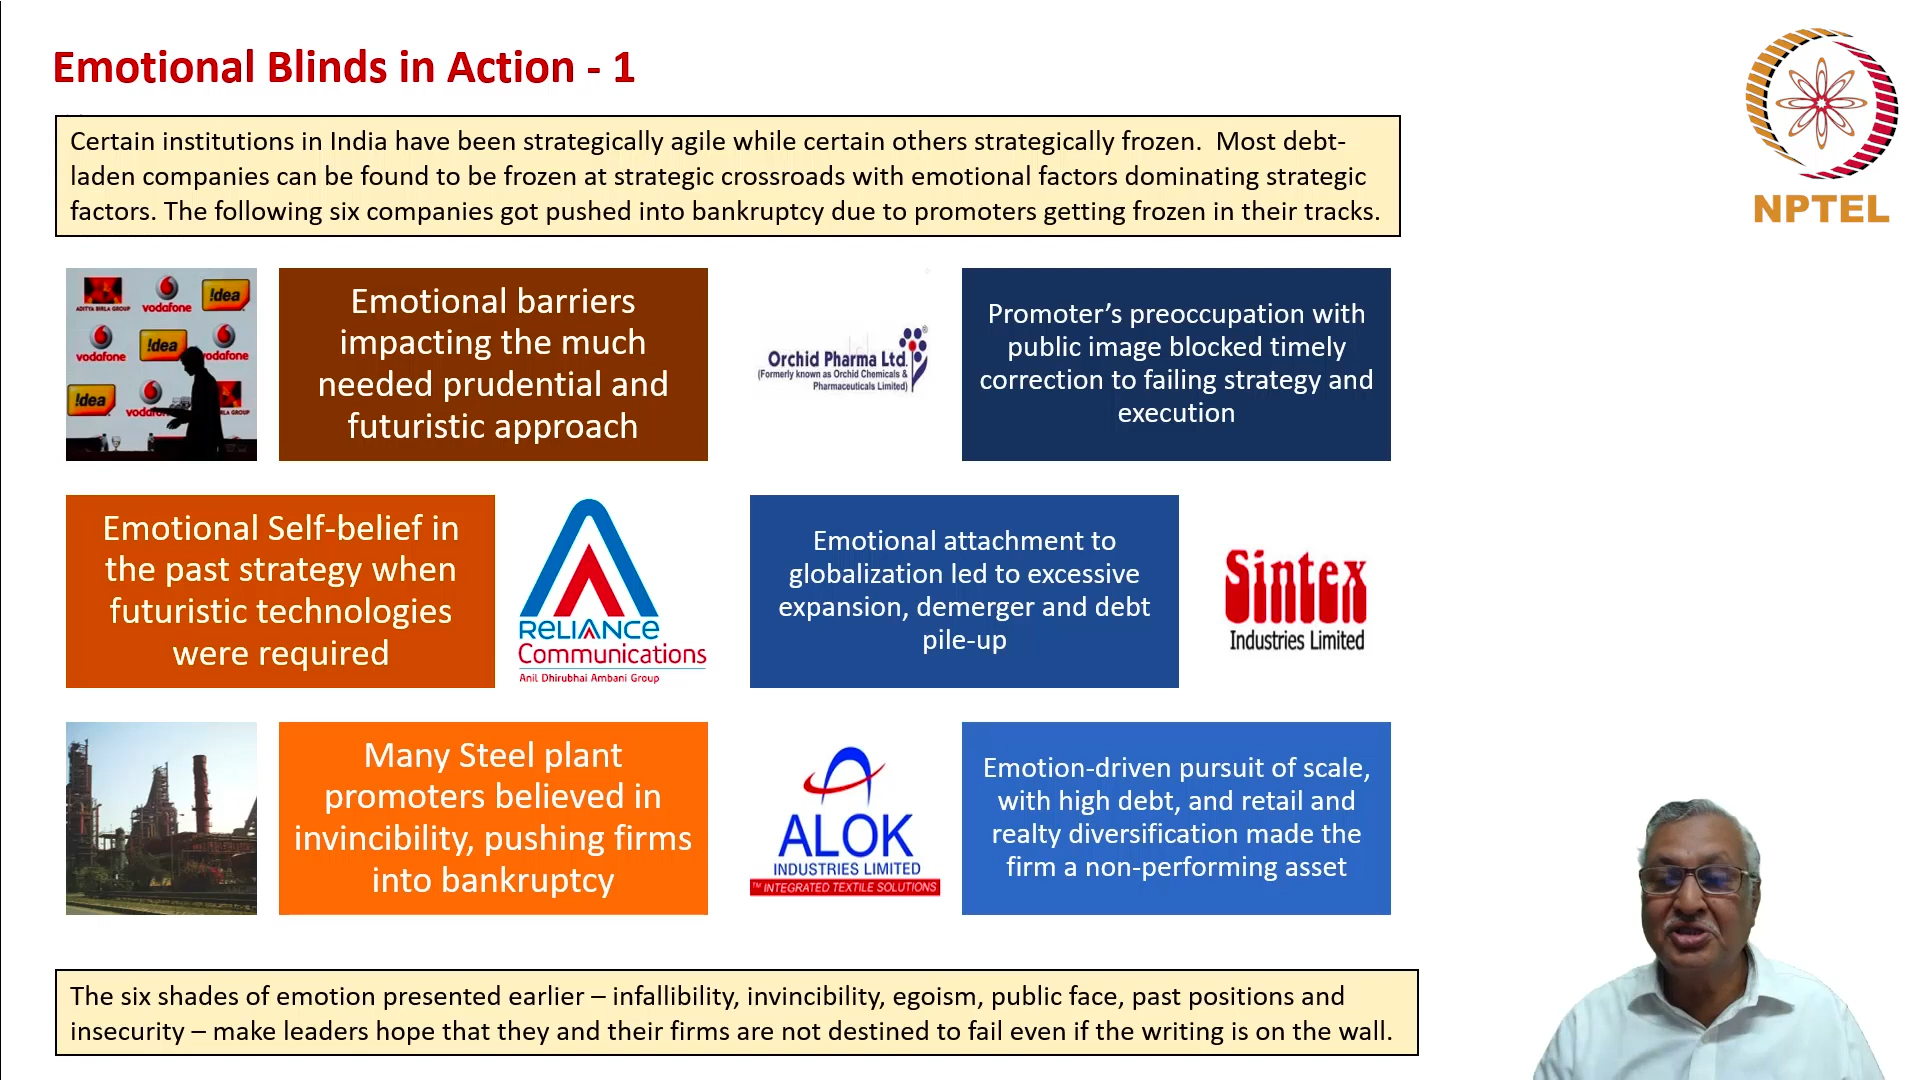 Emotional Blinds in Action - 1
NPTEL
Certain institutions in India have been strategically agile while certain others strategically frozen. Most debt-
laden companies can be found to be frozen at strategic crossroads with emotional factors dominating strategic
factors. The following six companies got pushed into bankruptcy due to promoters getting frozen in their tracks.
ADITYA BIRLA GROUP
vodafone
!dea
vodafone
!dea
vodafone
!dea
Emotional barriers
impacting the much
needed prudential and
futuristic approach
Orchid Pharma Ltd.
(Formerly known as Orchid Chemicals &
Pharmaceuticals Limited)
Promoter’s preoccupation with
public image blocked timely
correction to failing strategy and
execution
Emotional Self-belief in
the past strategy when
futuristic technologies
were required
RELIANCE
Communications
Anil Dhirubhai Ambani Group
Emotional attachment to
globalization led to excessive
expansion, demerger and debt
pile-up
Sintex
Industries Limited
Many Steel plant
promoters believed in
invincibility, pushing firms
into bankruptcy
ALOK
INDUSTRIES LIMITED
TM INTEGRATED TEXTILE SOLUTIONS
Emotion-driven pursuit of scale,
with high debt, and retail and
realty diversification made the
firm a non-performing asset
The six shades of emotion presented earlier – infallibility, invincibility, egoism, public face, past positions and
insecurity – make leaders hope that they and their firms are not destined to fail even if the writing is on the wall.